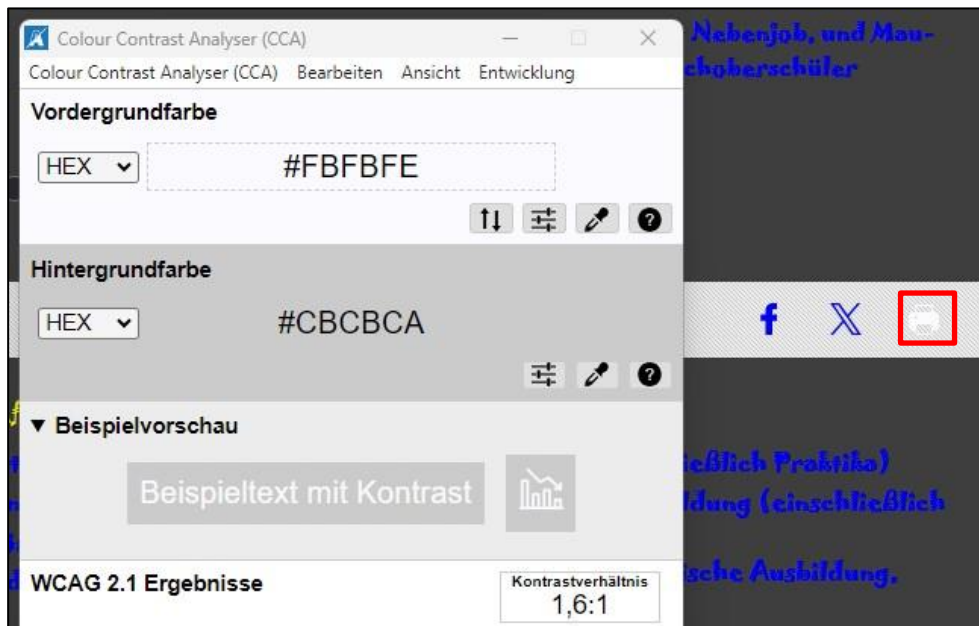 Colour Contrast Analyser (CCA)
Colour Contrast Analyser (CCA) Bearbeiten Ansicht Entwicklung
Vordergrundfarbe
HEX
#FBFBFE
?
Hintergrundfarbe
HEX
#CBCBCA
?
▼ Beispielvorschau
Beispieltext mit Kontrast
WCAG 2.1 Ergebnisse
Kontrastverhältnis
1,6:1
Nebenjob, und Mau-
choberschüler
f X
ießlich Praktika)
ldung (einschließlich
ische Ausbildung,